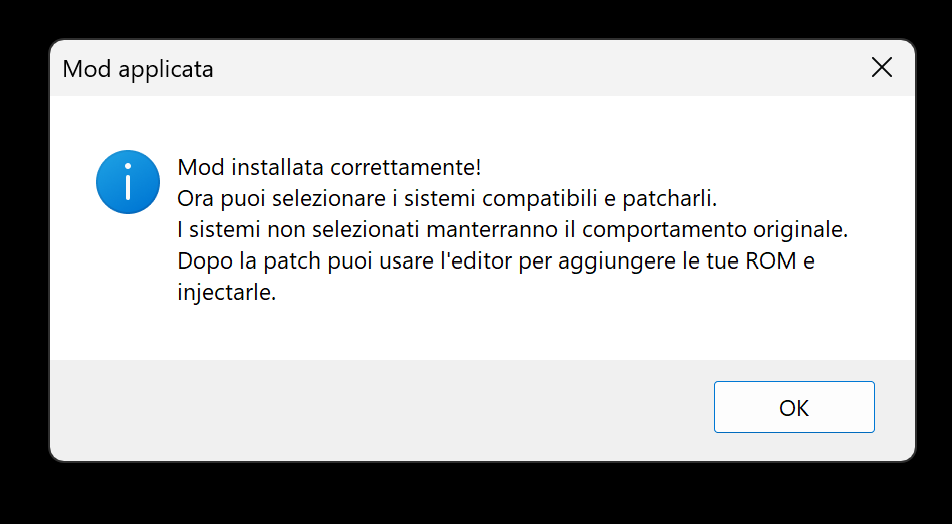 Mod applicata
Mod installata correttamente!
Ora puoi selezionare i sistemi compatibili e patcharli.
I sistemi non selezionati manterranno il comportamento originale.
Dopo la patch puoi usare l'editor per aggiungere le tue ROM e
injectarle.
OK